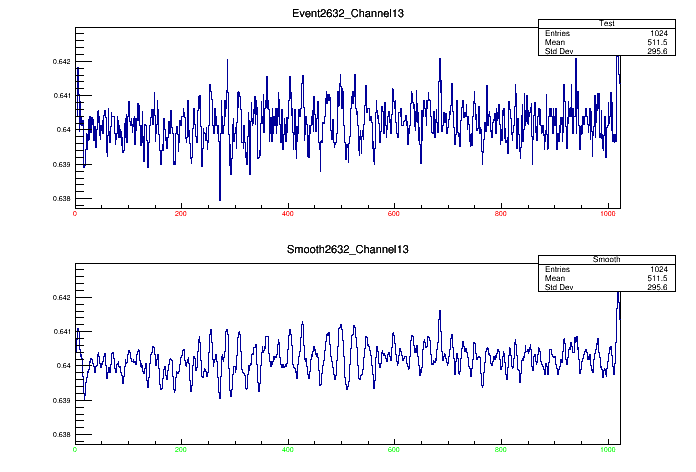 Event2632_Channel13
Test
Entries 1024
Mean 511.5
Std Dev 295.6
0.642
0.641
0.64
0.639
0.638
0 200 400 600 800 1000
Smooth2632_Channel13
Smooth
Entries 1024
Mean 511.5
Std Dev 295.6
0.642
0.641
0.64
0.639
0.638
0 200 400 600 800 1000